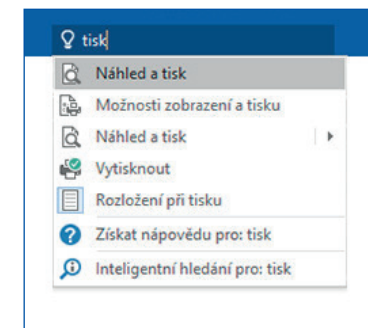 tisk
Náhled a tisk
Možnosti zobrazení a tisku
Náhled a tisk
Vytisknout
Rozložení při tisku
Získat nápovědu pro: tisk
Inteligentní hledání pro: tisk